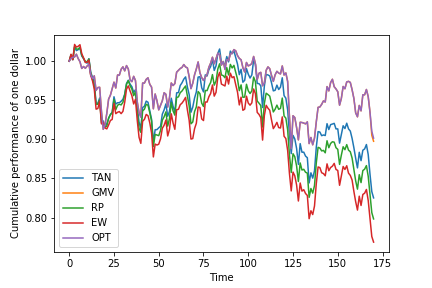 Cumulative performance of one dollar
1.00
0.95
0.90
0.85
0.80
TAN
GMV
RP
EW
OPT
0 25 50 75 100 125 150 175
Time